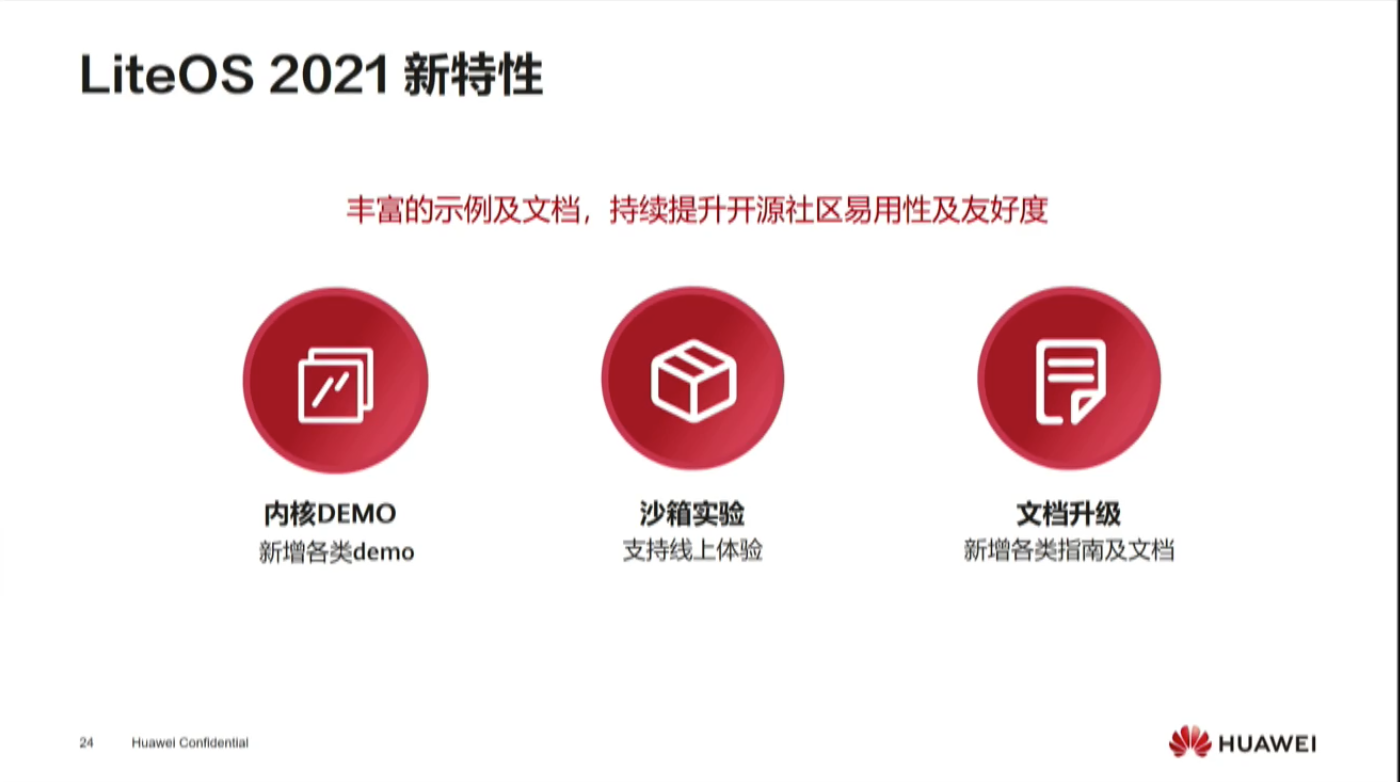 LiteOS 2021 新特性
丰富的示例及文档，持续提升开源社区易用性及友好度
内核DEMO
新增各类demo
沙箱实验
支持线上体验
文档升级
新增各类指南及文档
24 Huawei Confidential
HUAWEI